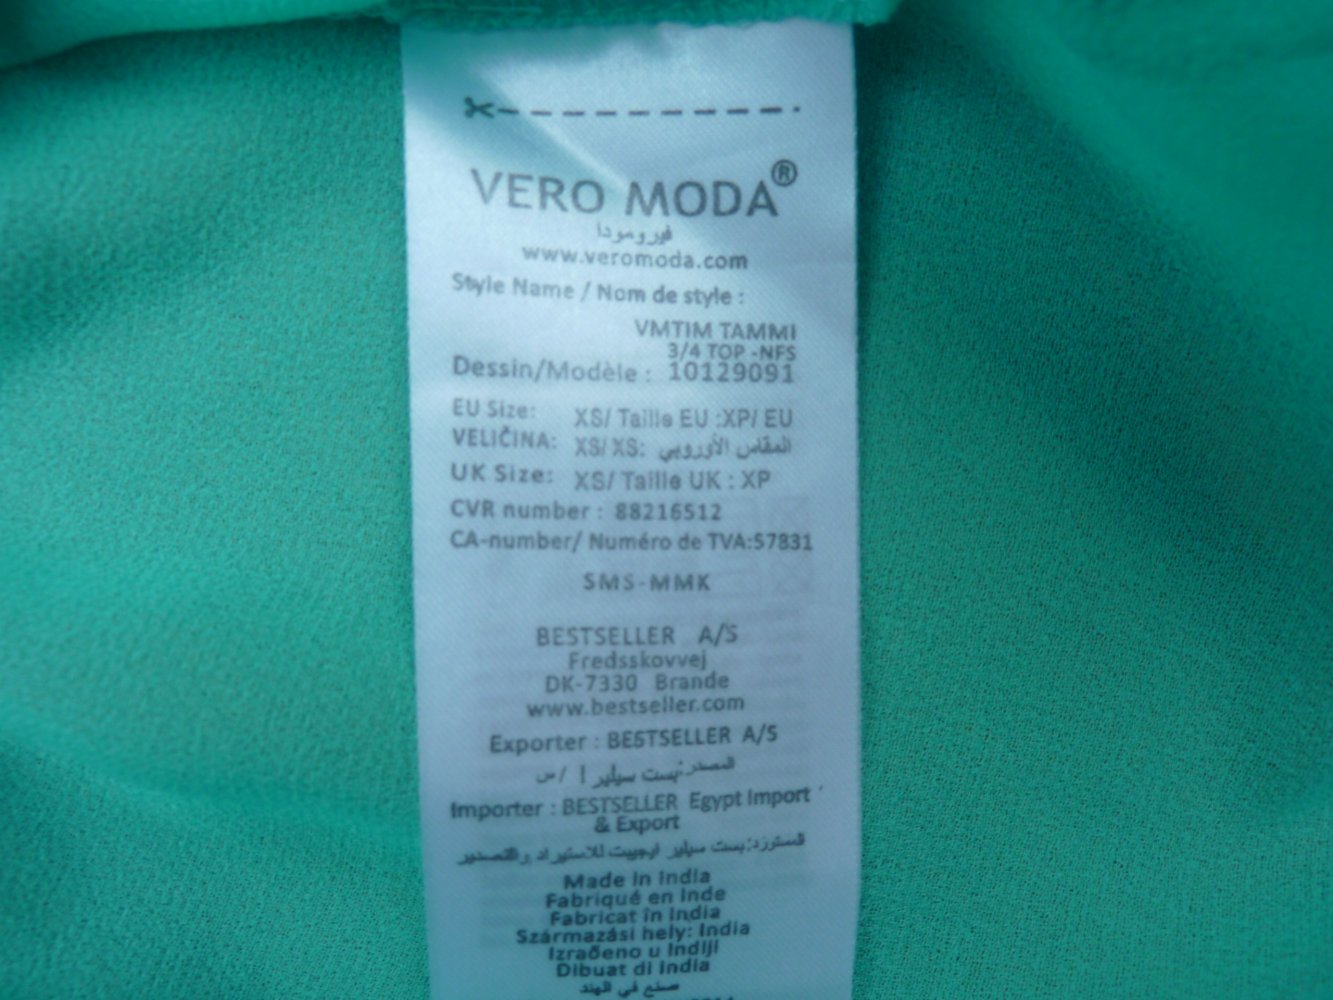 VERO MODA®
فيرومودا
www.veromoda.com
Style Name / Nom de style :
VMTIM TAMMI
3/4 TOP -NFS
Dessin/Modèle : 10129091
EU Size: XS/ Taille EU :XP/ EU
VELIČINA: XS/ XS: المقاس الأوروبي
UK Size: XS/ Taille UK : XP
CVR number : 88216512
CA-number/ Numéro de TVA:57831
SMS-MMK
BESTSELLER A/S
Fredsskovvej
DK-7330 Brande
www.bestseller.com
Exporter : BESTSELLER A/S
المصدر: بست سيلير أ / س
Importer : BESTSELLER Egypt Import
& Export
المستورد: بست سيلير ايجيبت للاستيراد والتصدير
Made in India
Fabriqué en Inde
Fabricat în India
Származási hely: India
Izrađeno u Indiji
Dibuat di India
صنع في الهند